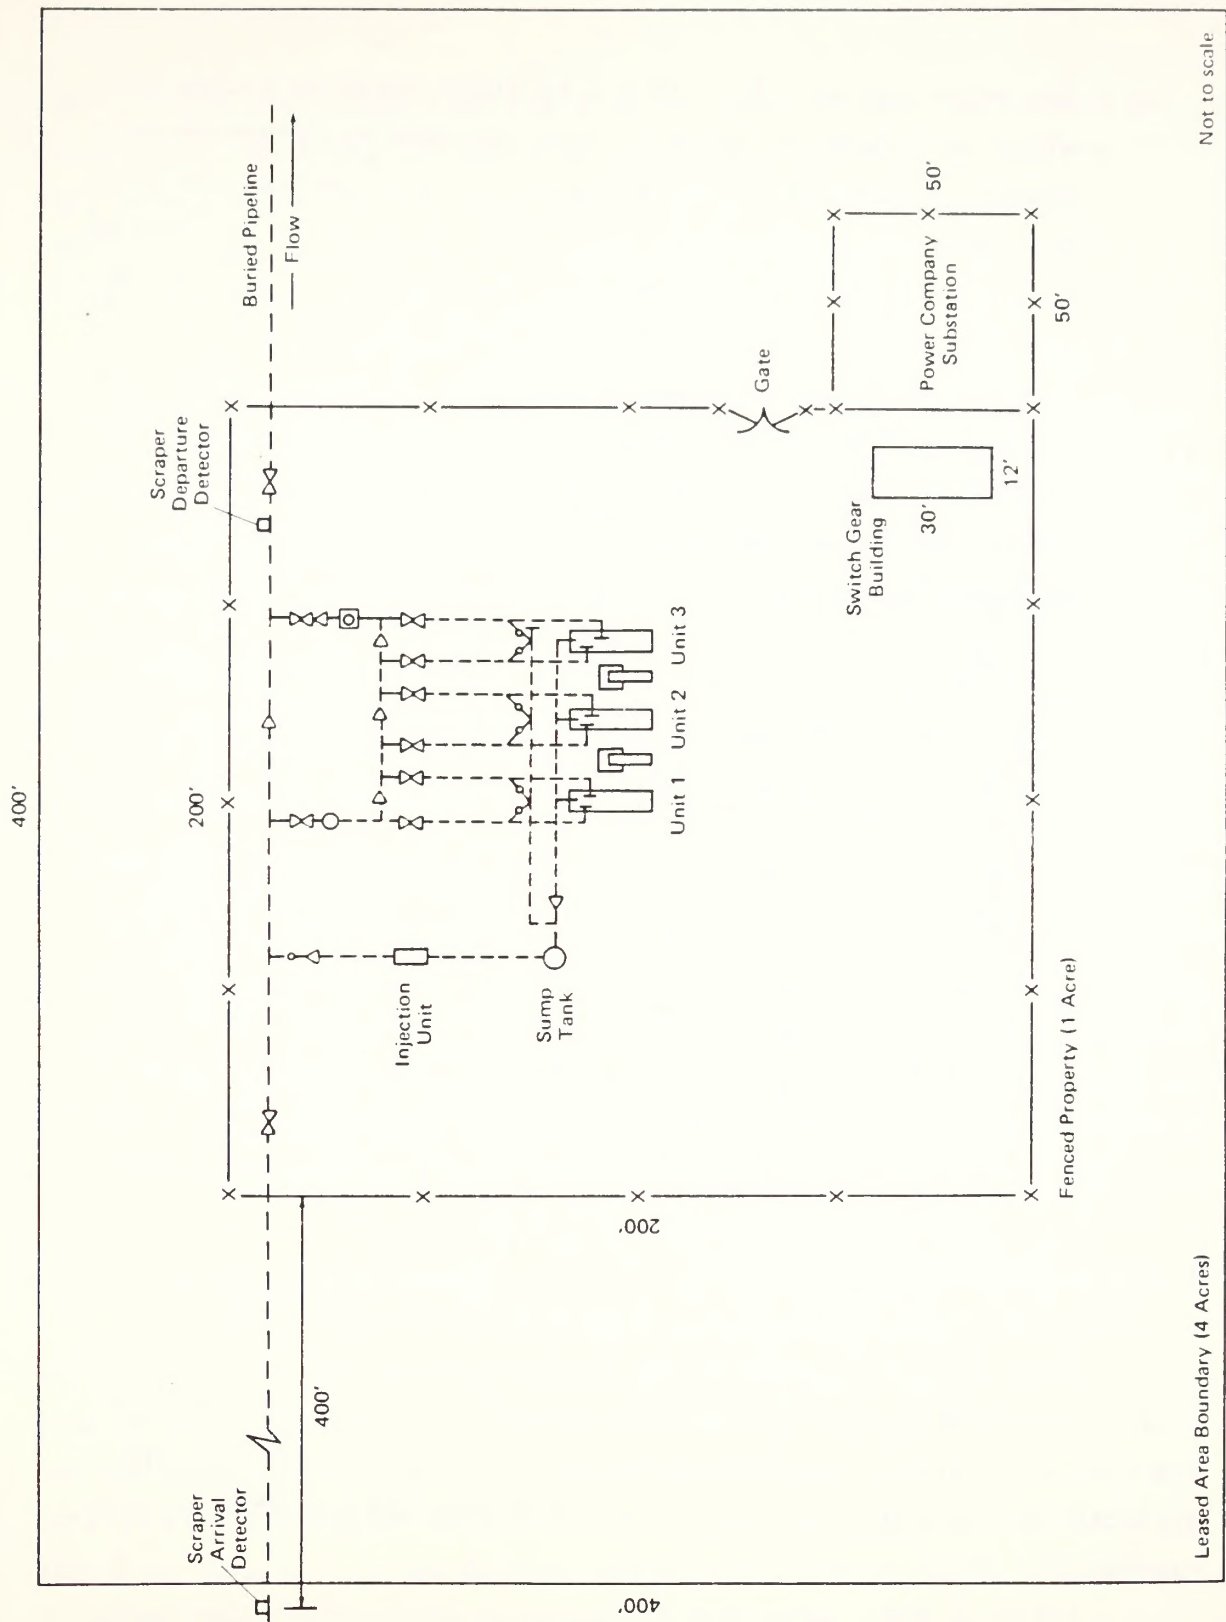 400'
Scraper
Arrival
Detector
400'
200'
Scraper
Departure
Detector
Buried Pipeline
Flow
Injection
Unit
Sump
Tank
Unit 1
Unit 2
Unit 3
Gate
200'
Switch Gear
Building
30'
12'
Power Company
Substation
50'
50'
Fenced Property (1 Acre)
400'
Leased Area Boundary (4 Acres)
Not to scale